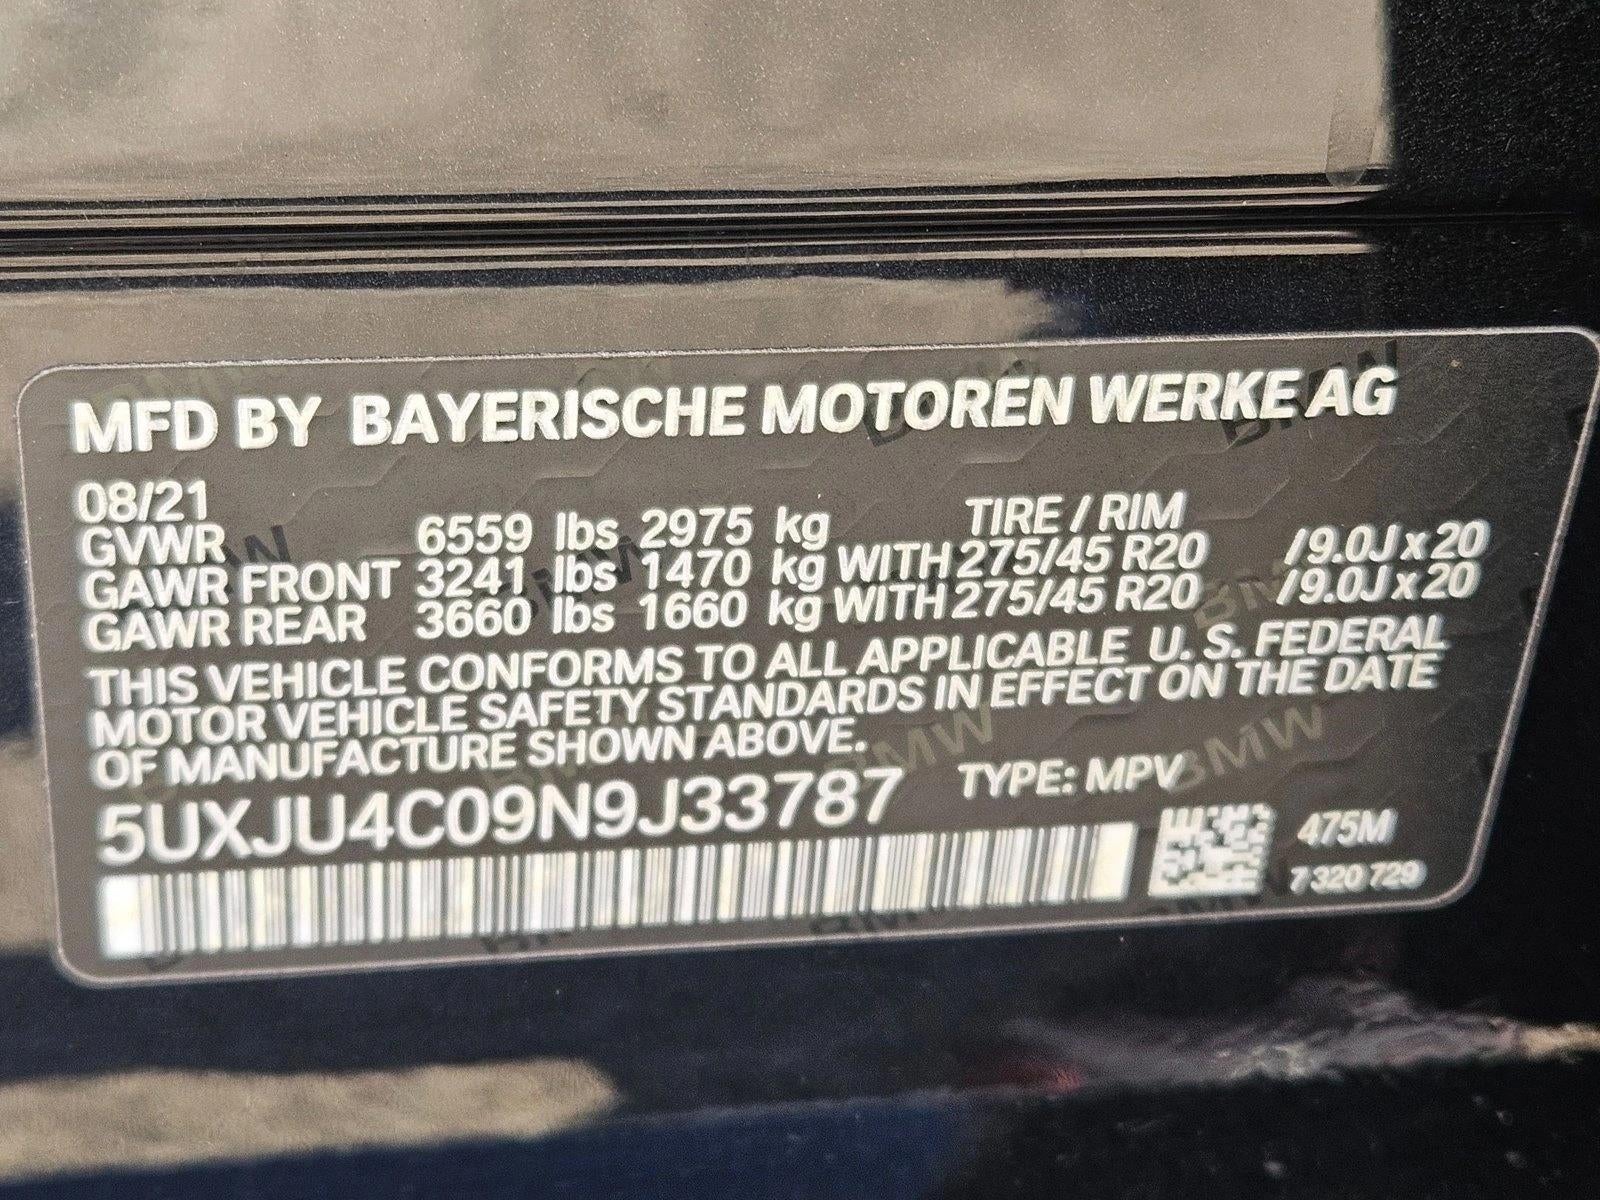 MFD BY BAYERISCHE MOTOREN WERKE AG
08/21
TIRE / RIM
GVWR 6559 lbs 2975 kg
GAWR FRONT 3241 lbs 1470 kg WITH 275/45 R20 /9.0J x 20
GAWR REAR 3660 lbs 1660 kg WITH 275/45 R20 /9.0J x 20
THIS VEHICLE CONFORMS TO ALL APPLICABLE U. S. FEDERAL
MOTOR VEHICLE SAFETY STANDARDS IN EFFECT ON THE DATE
OF MANUFACTURE SHOWN ABOVE.
5UXJU4C09N9J33787 TYPE: MPV
475M
7 320 729